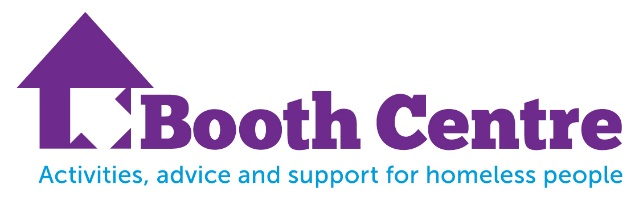 Booth Centre
Activities, advice and support for homeless people